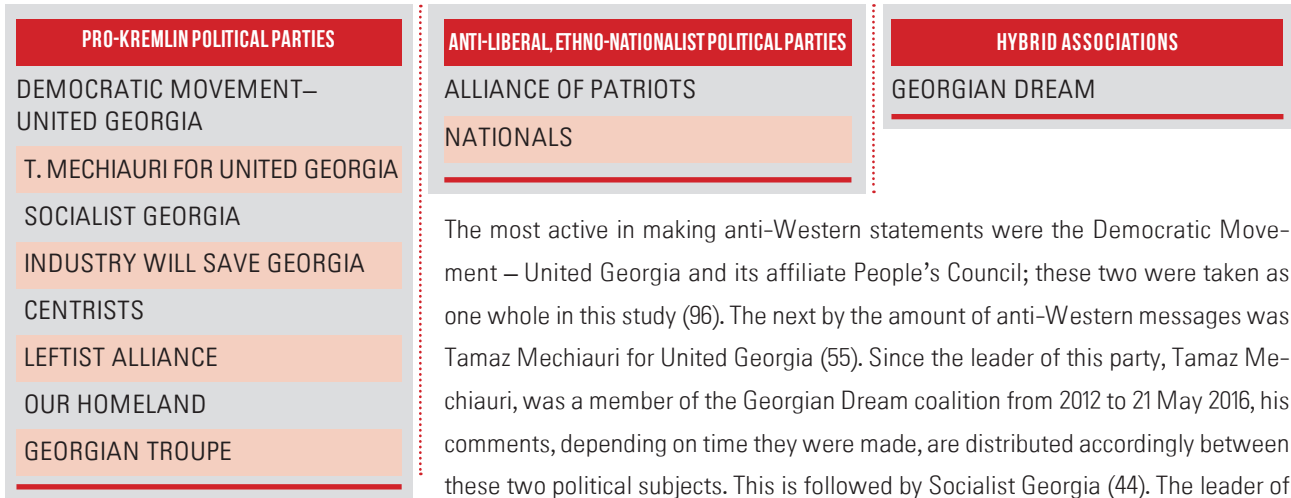 PRO-KREMLIN POLITICAL PARTIES
DEMOCRATIC MOVEMENT–
UNITED GEORGIA
T. MECHIAURI FOR UNITED GEORGIA
SOCIALIST GEORGIA
INDUSTRY WILL SAVE GEORGIA
CENTRISTS
LEFTIST ALLIANCE
OUR HOMELAND
GEORGIAN TROUPE
ANTI-LIBERAL, ETHNO-NATIONALIST POLITICAL PARTIES
ALLIANCE OF PATRIOTS
NATIONALS
HYBRID ASSOCIATIONS
GEORGIAN DREAM
The most active in making anti-Western statements were the Democratic Move-
ment – United Georgia and its affiliate People's Council; these two were taken as
one whole in this study (96). The next by the amount of anti-Western messages was
Tamaz Mechiauri for United Georgia (55). Since the leader of this party, Tamaz Me-
chiauri, was a member of the Georgian Dream coalition from 2012 to 21 May 2016, his
comments, depending on time they were made, are distributed accordingly between
these two political subjects. This is followed by Socialist Georgia (44). The leader of